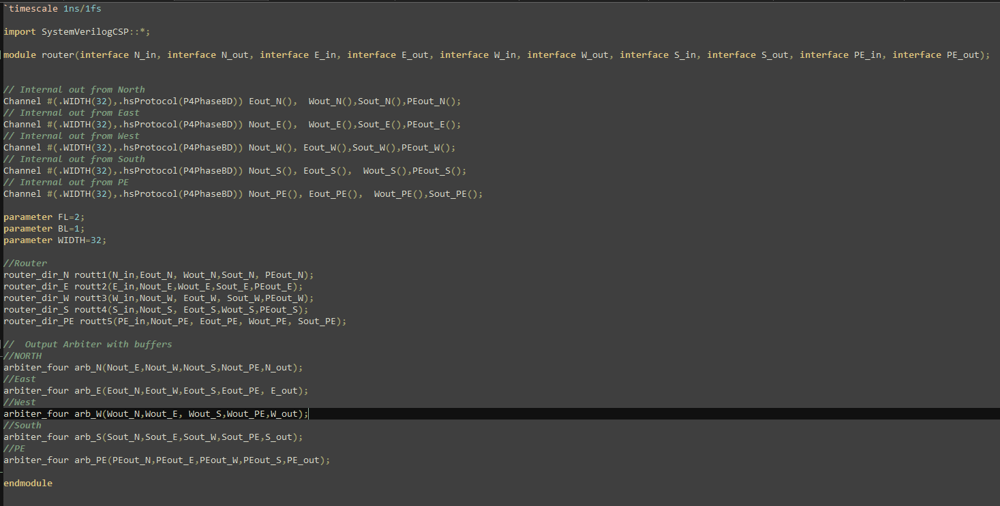 `timescale 1ns/1fs
import SystemVerilogCSP::*;
module router(interface N_in, interface N_out, interface E_in, interface E_out, interface W_in, interface W_out, interface S_in, interface S_out, interface PE_in, interface PE_out);
// Internal out from North
Channel #(.WIDTH(32),.hsProtocol(P4PhaseBD)) Eout_N(),  Wout_N(),Sout_N(),PEout_N();
// Internal out from East
Channel #(.WIDTH(32),.hsProtocol(P4PhaseBD)) Nout_E(),  Wout_E(),Sout_E(),PEout_E();
// Internal out from West
Channel #(.WIDTH(32),.hsProtocol(P4PhaseBD)) Nout_W(), Eout_W(),Sout_W(),PEout_W();
// Internal out from South
Channel #(.WIDTH(32),.hsProtocol(P4PhaseBD)) Nout_S(), Eout_S(),  Wout_S(),PEout_S();
// Internal out from PE
Channel #(.WIDTH(32),.hsProtocol(P4PhaseBD)) Nout_PE(), Eout_PE(),  Wout_PE(),Sout_PE();
parameter FL=2;
parameter BL=1;
parameter WIDTH=32;
//Router
router_dir_N routt1(N_in,Eout_N, Wout_N,Sout_N, PEout_N);
router_dir_E routt2(E_in,Nout_E,Wout_E,Sout_E,PEout_E);
router_dir_W routt3(W_in,Nout_W, Eout_W, Sout_W,PEout_W);
router_dir_S routt4(S_in,Nout_S, Eout_S,Wout_S,PEout_S);
router_dir_PE routt5(PE_in,Nout_PE, Eout_PE, Wout_PE, Sout_PE);
//  Output Arbiter with buffers
//NORTH
arbiter_four arb_N(Nout_E,Nout_W,Nout_S,Nout_PE,N_out);
//East
arbiter_four arb_E(Eout_N,Eout_W,Eout_S,Eout_PE, E_out);
//West
arbiter_four arb_W(Wout_N,Wout_E, Wout_S,Wout_PE,W_out);
//South
arbiter_four arb_S(Sout_N,Sout_E,Sout_W,Sout_PE,S_out);
//PE
arbiter_four arb_PE(PEout_N,PEout_E,PEout_W,PEout_S,PE_out);
endmodule